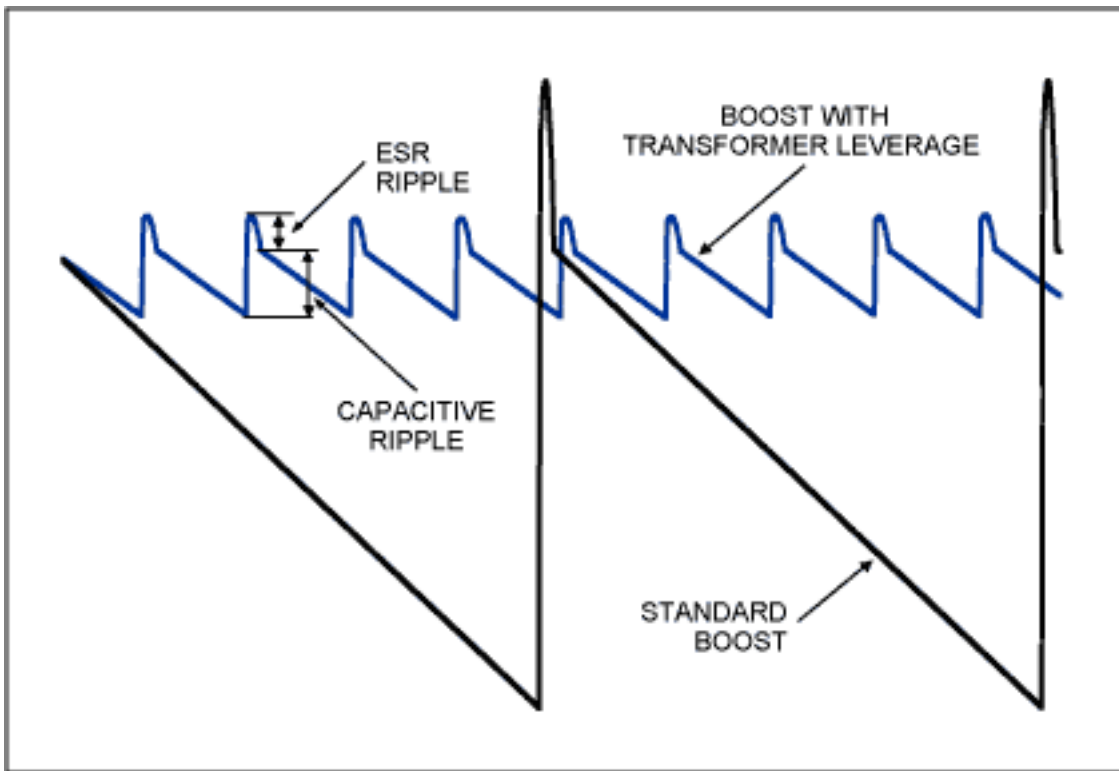 BOOST WITH
TRANSFORMER LEVERAGE
ESR
RIPPLE
CAPACITIVE
RIPPLE
STANDARD
BOOST